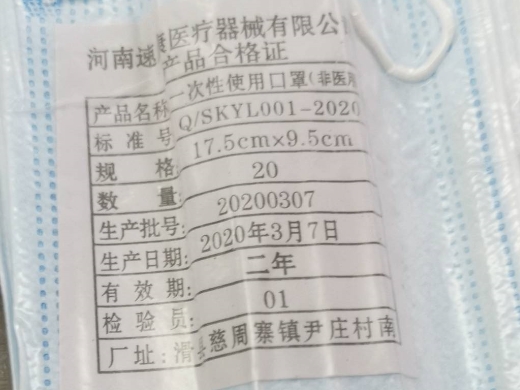 河南速康医疗器械有限公
产品合格证
产品名称 一次性使用口罩(非医用
标准号 Q/SKYL001-2020
规格 17.5cm×9.5cm
数量: 20
生产批号: 20200307
生产日期: 2020年3月7日
有效期: 二年
检验员: 01
厂址: 滑县慈周寨镇尹庄村南